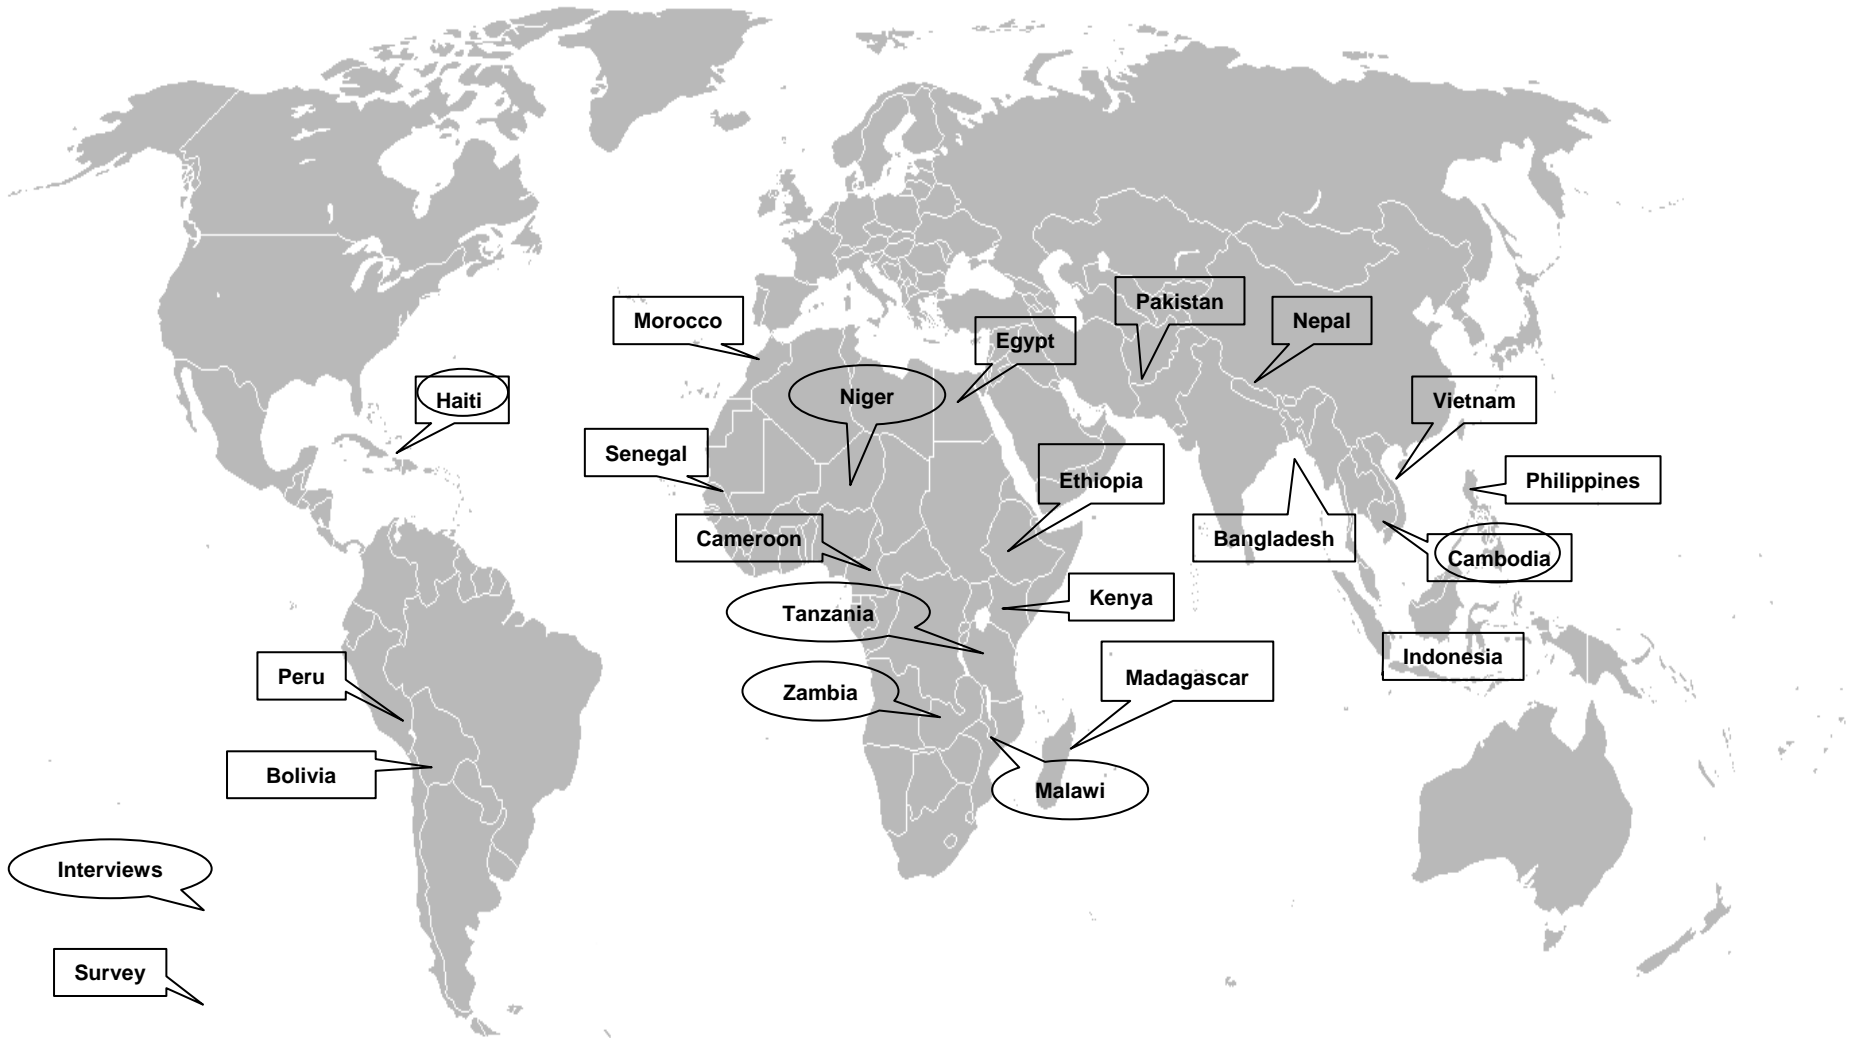 Pakistan
Nepal
Morocco
Egypt
Niger
Haiti
Vietnam
Senegal
Ethiopia
Philippines
Cameroon
Bangladesh
Cambodia
Tanzania
Kenya
Indonesia
Peru
Zambia
Madagascar
Bolivia
Malawi
Interviews
Survey